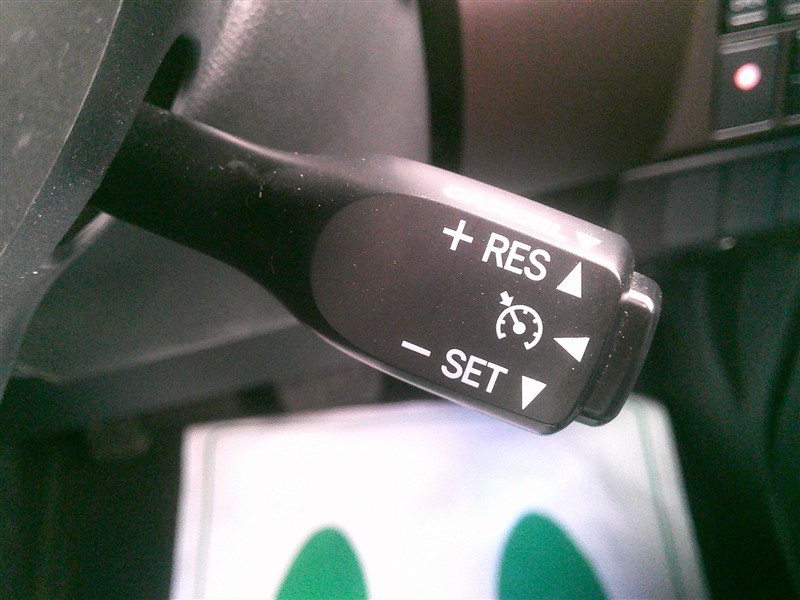 + RES
- SET